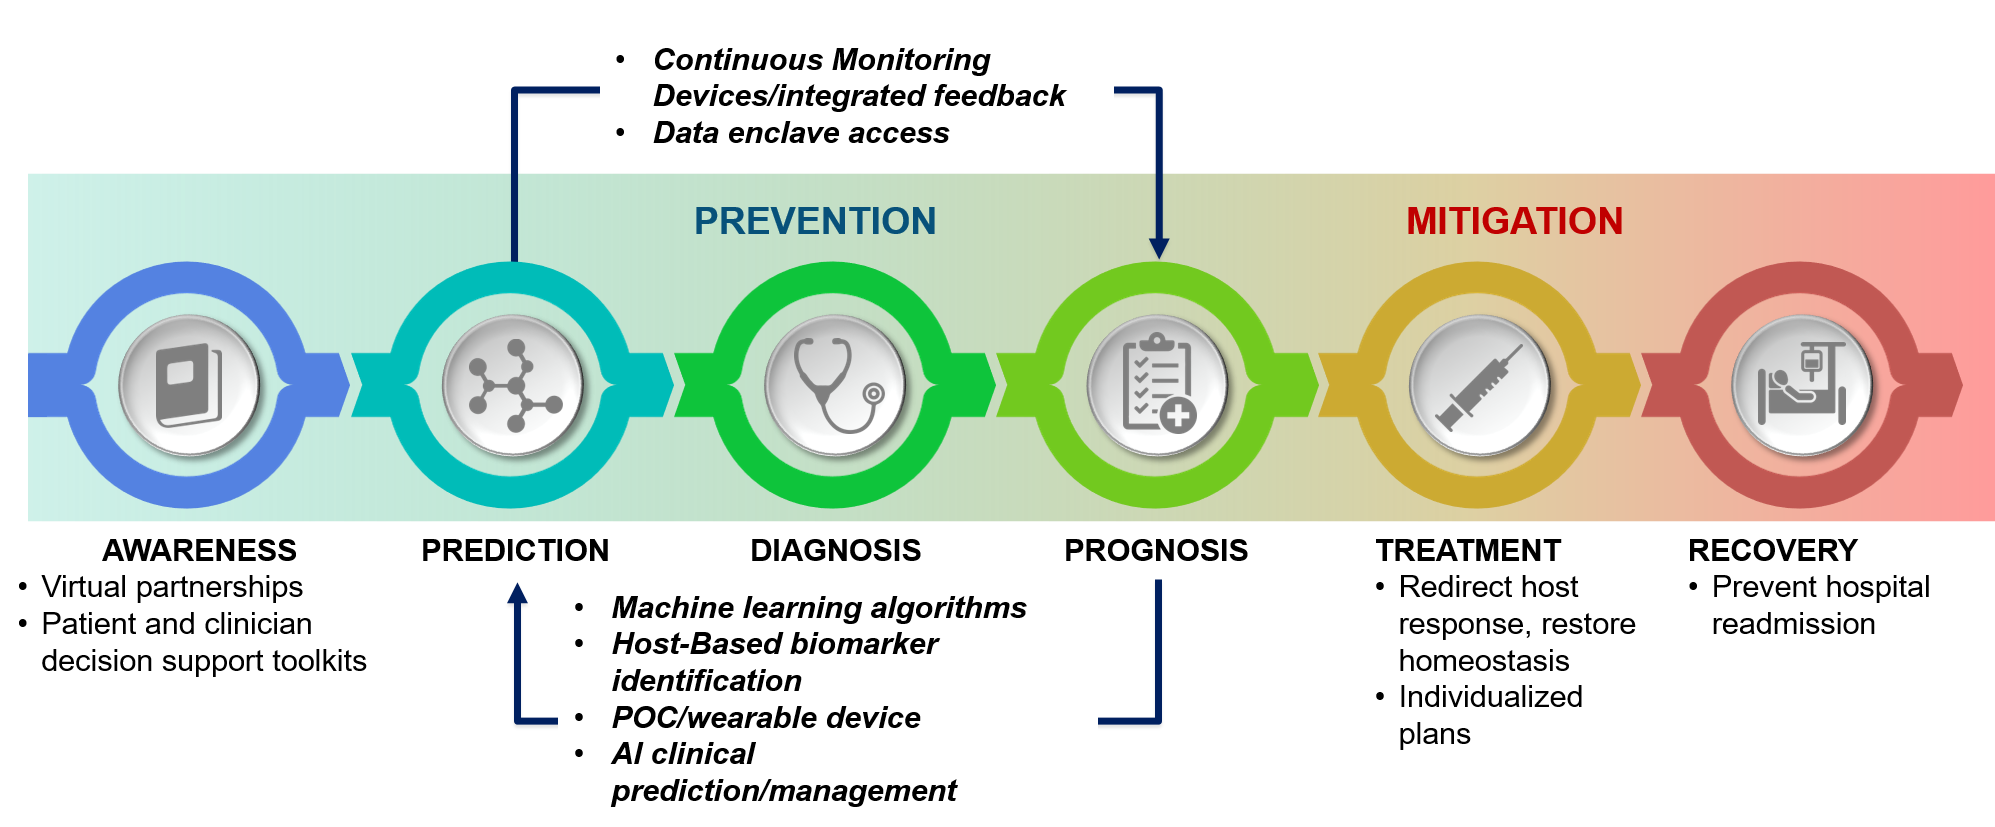 • Continuous Monitoring
Devices/integrated feedback
• Data enclave access
PREVENTION
MITIGATION
AWARENESS
• Virtual partnerships
• Patient and clinician
decision support toolkits
PREDICTION
DIAGNOSIS
PROGNOSIS
• Machine learning algorithms
• Host-Based biomarker
identification
• POC/wearable device
• AI clinical
prediction/management
TREATMENT
• Redirect host
response, restore
homeostasis
• Individualized
plans
RECOVERY
• Prevent hospital
readmission